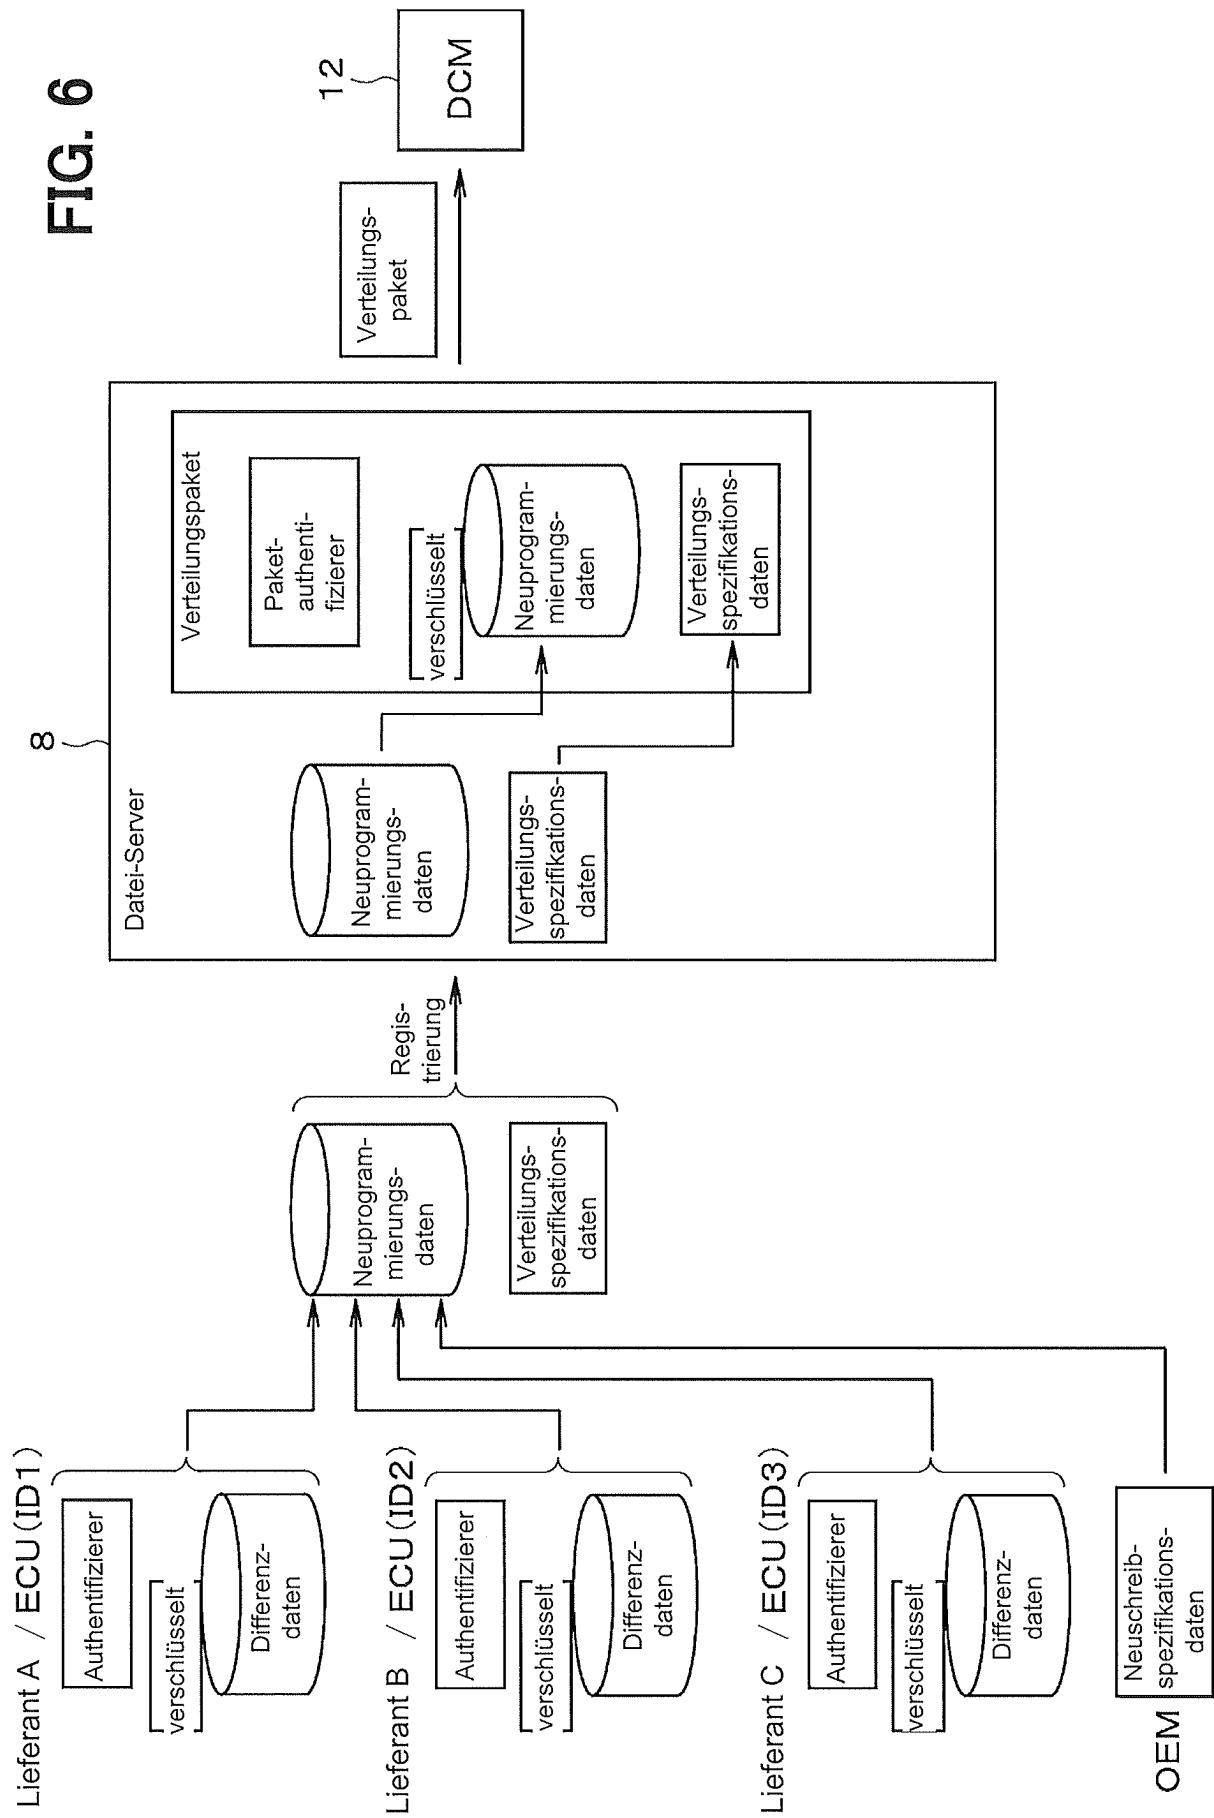 FIG. 6
Lieferant A / ECU(ID1)
Authentifizierer
verschlüsselt
Differenz-
daten
Lieferant B / ECU(ID2)
Authentifizierer
verschlüsselt
Differenz-
daten
Lieferant C / ECU(ID3)
Authentifizierer
verschlüsselt
Differenz-
daten
OEM
Neuschreib-
spezifikations-
daten
Neuprogram-
mierungs-
daten
Verteilungs-
spezifikations-
daten
Regis-
trierung
8
Datei-Server
Neuprogram-
mierungs-
daten
Verteilungs-
spezifikations-
daten
Verteilungspaket
Paket-
authenti-
fizierer
verschlüsselt
Neuprogram-
mierungs-
daten
Verteilungs-
spezifikations-
daten
Verteilungs-
paket
12
DCM